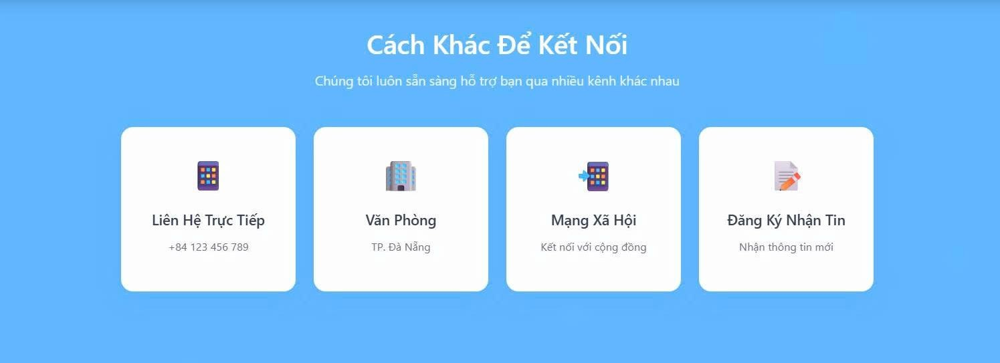 Cách Khác Để Kết Nối
Chúng tôi luôn sẵn sàng hỗ trợ bạn qua nhiều kênh khác nhau
Liên Hệ Trực Tiếp
+84 123 456 789
Văn Phòng
TP. Đà Nẵng
Mạng Xã Hội
Kết nối với cộng đồng
Đăng Ký Nhận Tin
Nhận thông tin mới